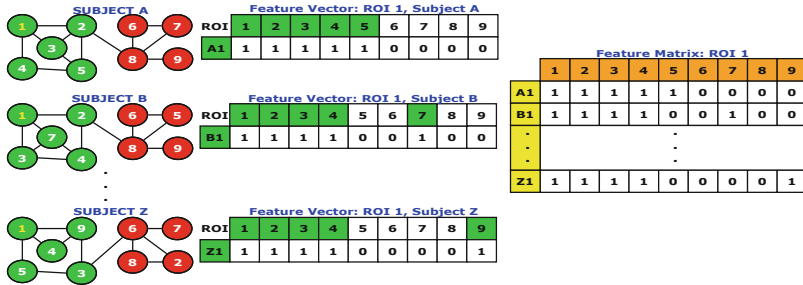 SUBJECT A
1 2 6 7
3
4 5 8 9
Feature Vector: ROI 1, Subject A
ROI 1 2 3 4 5 6 7 8 9
A1 1 1 1 1 1 0 0 0 0
SUBJECT B
1 2 6 5
7
3 4 8 9
Feature Vector: ROI 1, Subject B
ROI 1 2 3 4 5 6 7 8 9
B1 1 1 1 1 0 0 1 0 0
SUBJECT Z
1 9 6 7
4
5 3 8 2
Feature Vector: ROI 1, Subject Z
ROI 1 2 3 4 5 6 7 8 9
Z1 1 1 1 1 0 0 0 0 1
Feature Matrix: ROI 1
1 2 3 4 5 6 7 8 9
A1 1 1 1 1 1 0 0 0 0
B1 1 1 1 1 0 0 1 0 0
Z1 1 1 1 1 0 0 0 0 1